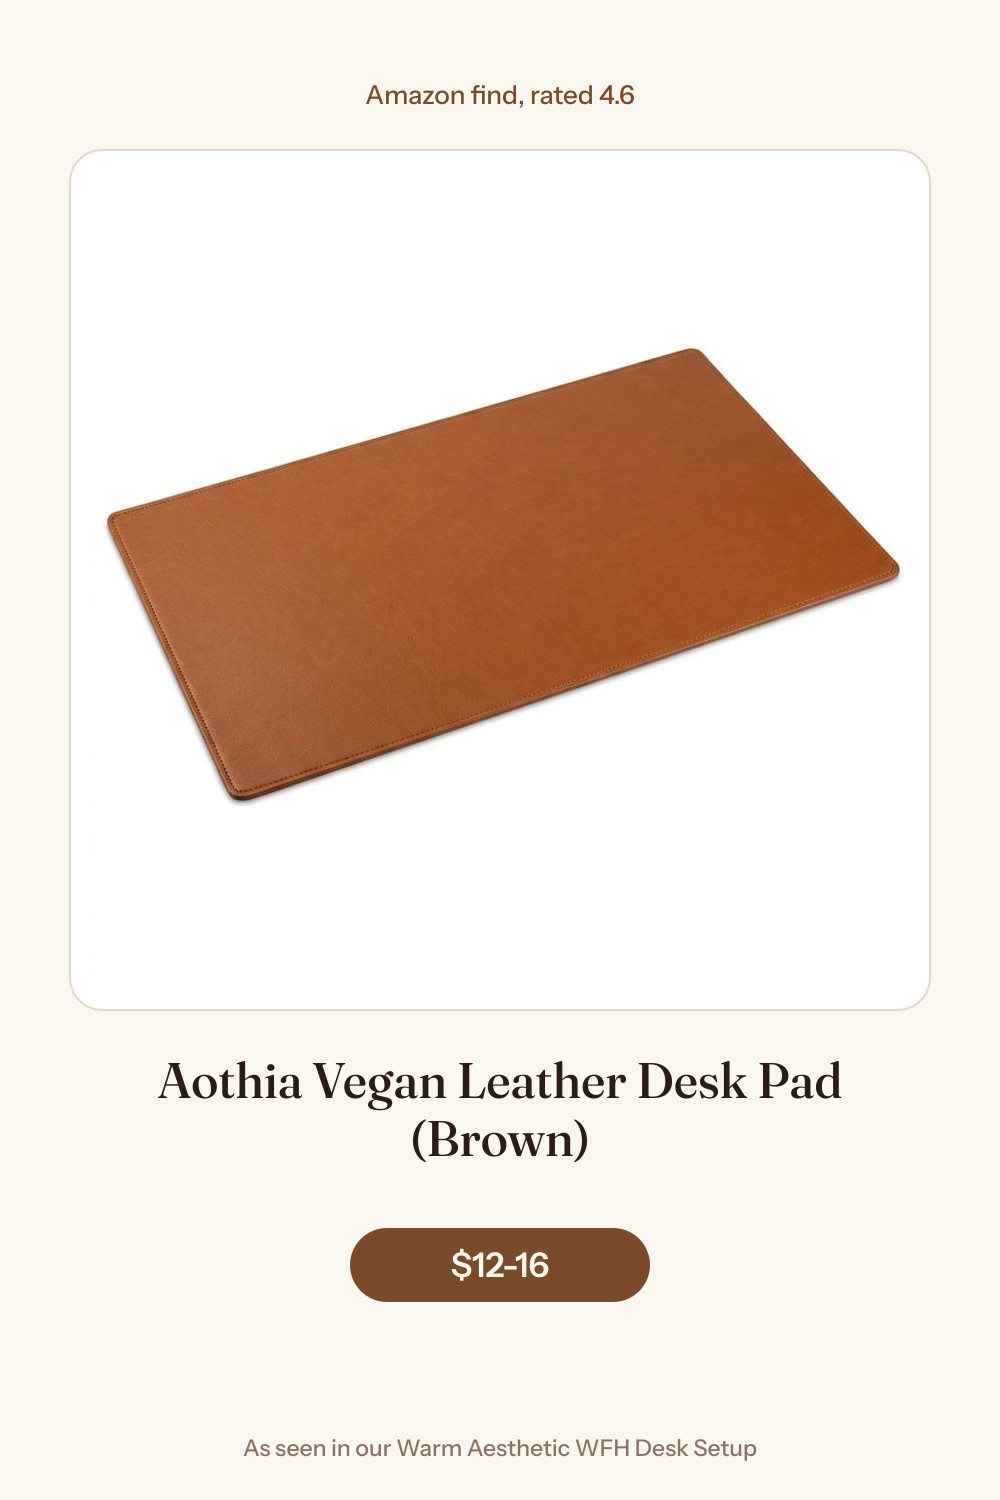 Amazon find, rated 4.6
Aothia Vegan Leather Desk Pad
(Brown)
$12-16
As seen in our Warm Aesthetic WFH Desk Setup